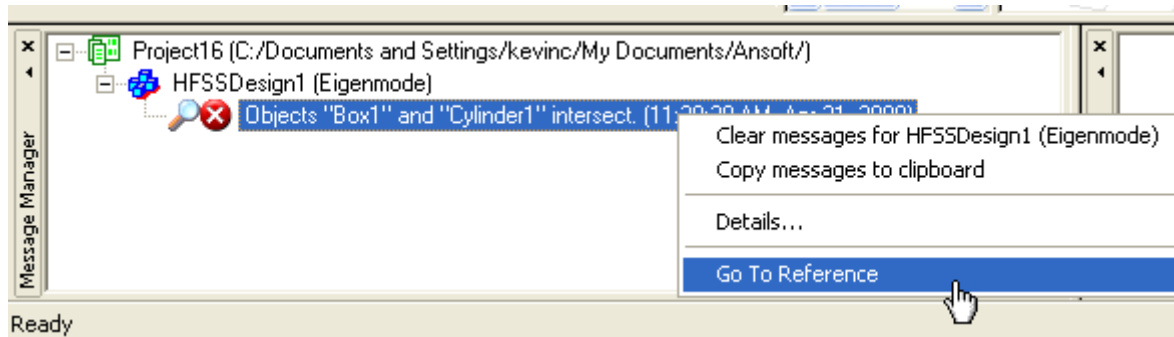 Project16 (C:/Documents and Settings/kevinc/My Documents/Ansoft/)
HFSSDesign1 (Eigenmode)
Objects "Box1" and "Cylinder1" intersect. (11
Clear messages for HFSSDesign1 (Eigenmode)
Copy messages to clipboard
Details...
Go To Reference
Message Manager
Ready